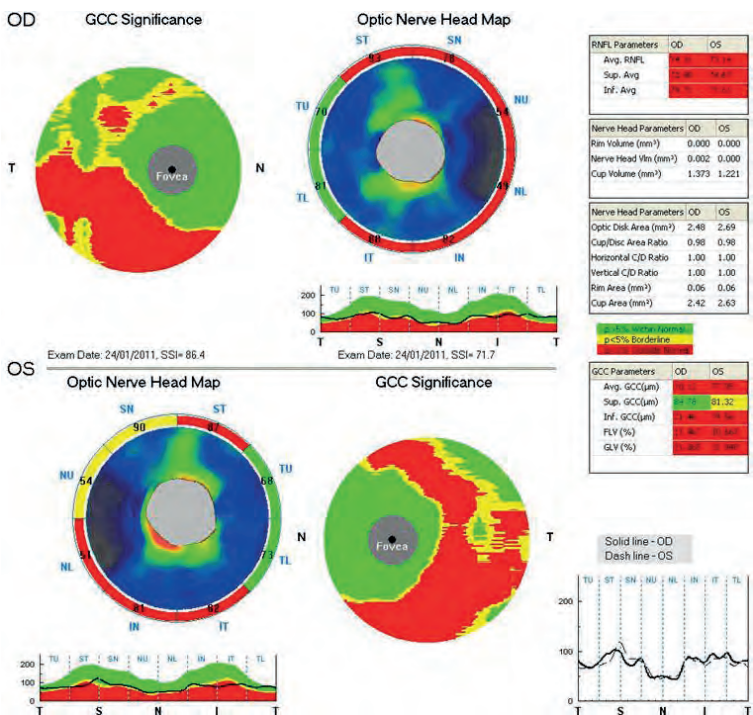 OD GCC Significance Optic Nerve Head Map
ST SN
93 78
TU 70 54 NU
T Fovea N
TL 81 49 NL
IT IN
82
TU ST SN NU NL IN IT TL
200
100
0
T S N I T
Exam Date: 24/01/2011, SSI= 86.4 Exam Date: 24/01/2011, SSI= 71.7
RNFL Parameters OD OS
Avg. RNFL
Sup. Avg
Inf. Avg
Nerve Head Parameters OD OS
Rim Volume (mm³) 0.000 0.000
Nerve Head Vlm (mm³) 0.002 0.000
Cup Volume (mm³) 1.373 1.221
Nerve Head Parameters OD OS
Optic Disk Area (mm²) 2.48 2.69
Cup/Disc Area Ratio 0.98 0.98
Horizontal C/D Ratio 1.00 1.00
Vertical C/D Ratio 1.00 1.00
Rim Area (mm²) 0.06 0.06
Cup Area (mm²) 2.42 2.63
p>5% Within Normal
p<5% Borderline
GCC Parameters OD OS
Avg. GCC(µm)
Sup. GCC(µm) 81.32
Inf. GCC(µm)
FLV (%)
GLV (%)
OS
Optic Nerve Head Map GCC Significance
SN ST
90 87
NU 54 68 TU
N Fovea T
NL 51 73 TL
IN IT
81 62
TU ST SN NU NL IN IT TL
200
100
0
T S N I T
Solid line - OD
Dash line - OS
TU ST SN NU NL IN IT TL
200
100
0
T S N I T